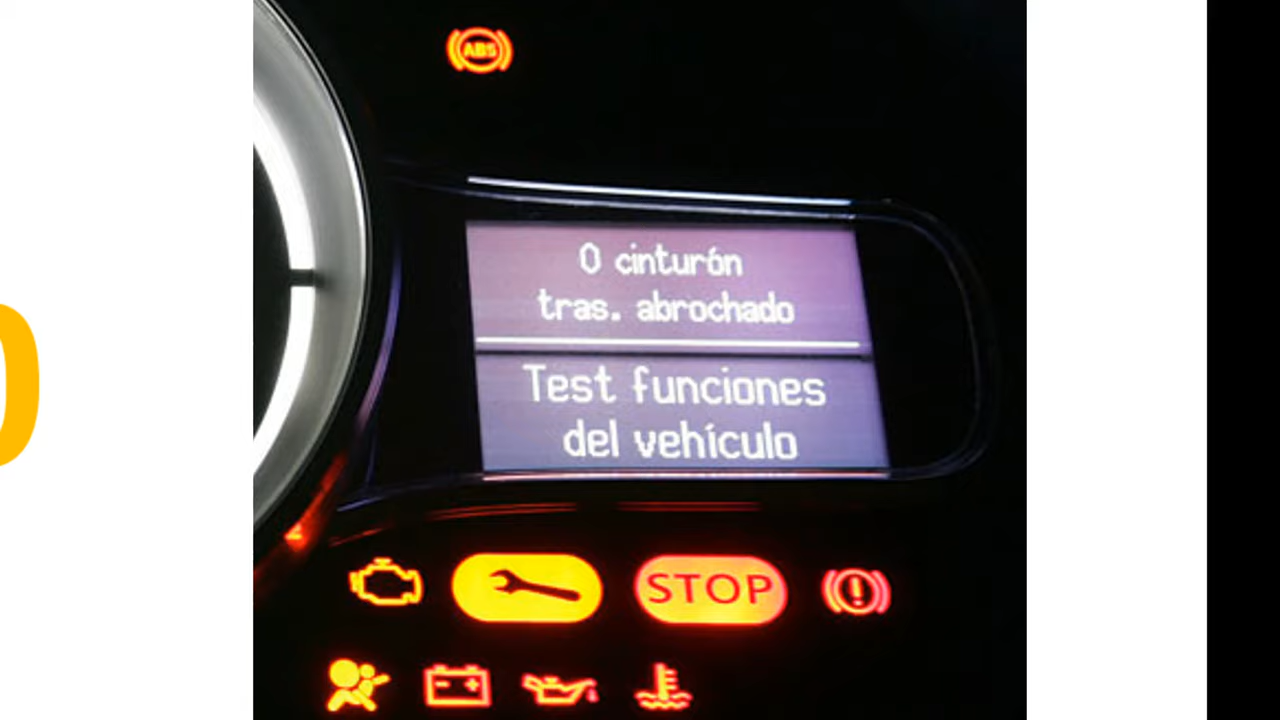 ABS
0 cinturón
tras. abrochado
Test funciones
del vehículo
STOP